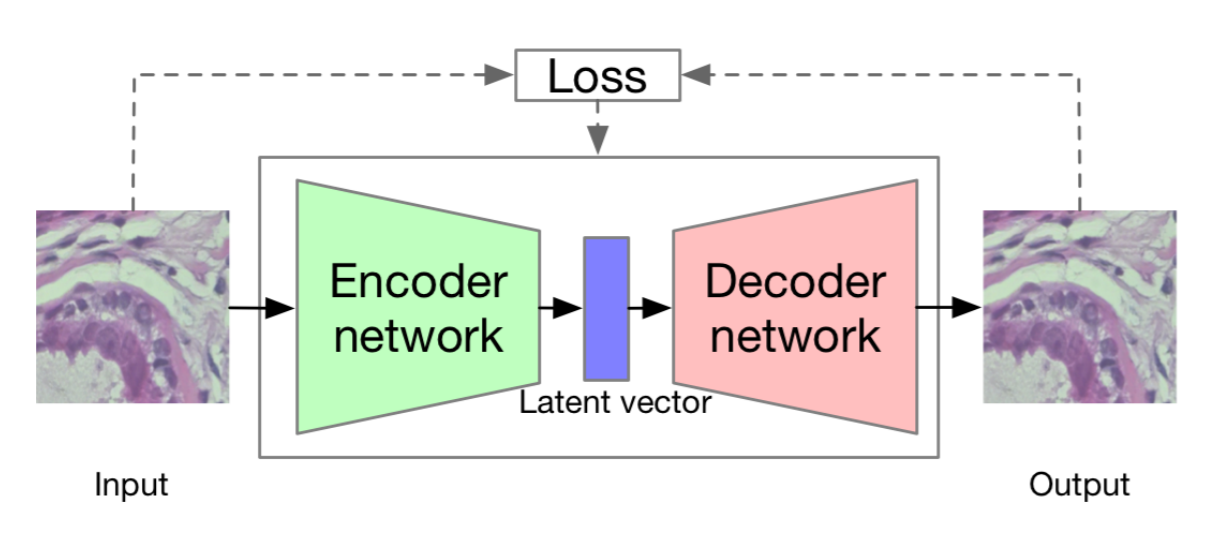 Loss
Encoder
network
Decoder
network
Latent vector
Input
Output